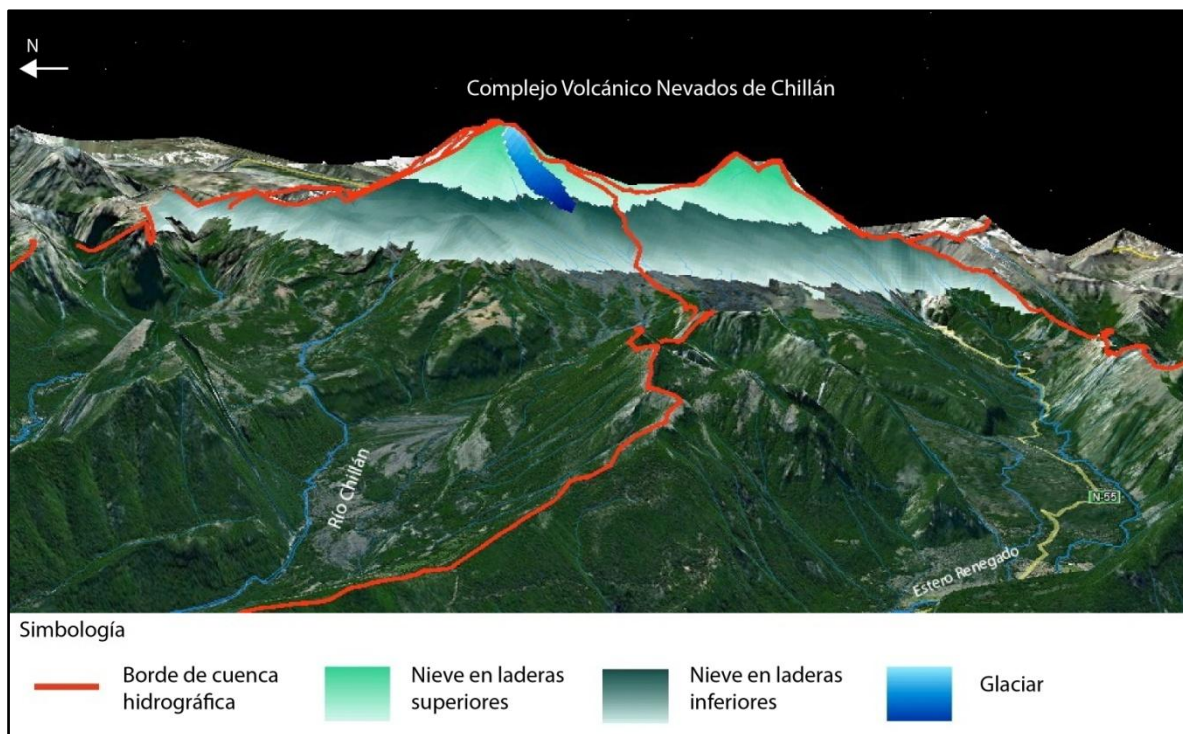 N
Complejo Volcánico Nevados de Chillán
Río Chillán
N-55
Estero Renegado
Simbología
Borde de cuenca
hidrográfica
Nieve en laderas
superiores
Nieve en laderas
inferiores
Glaciar